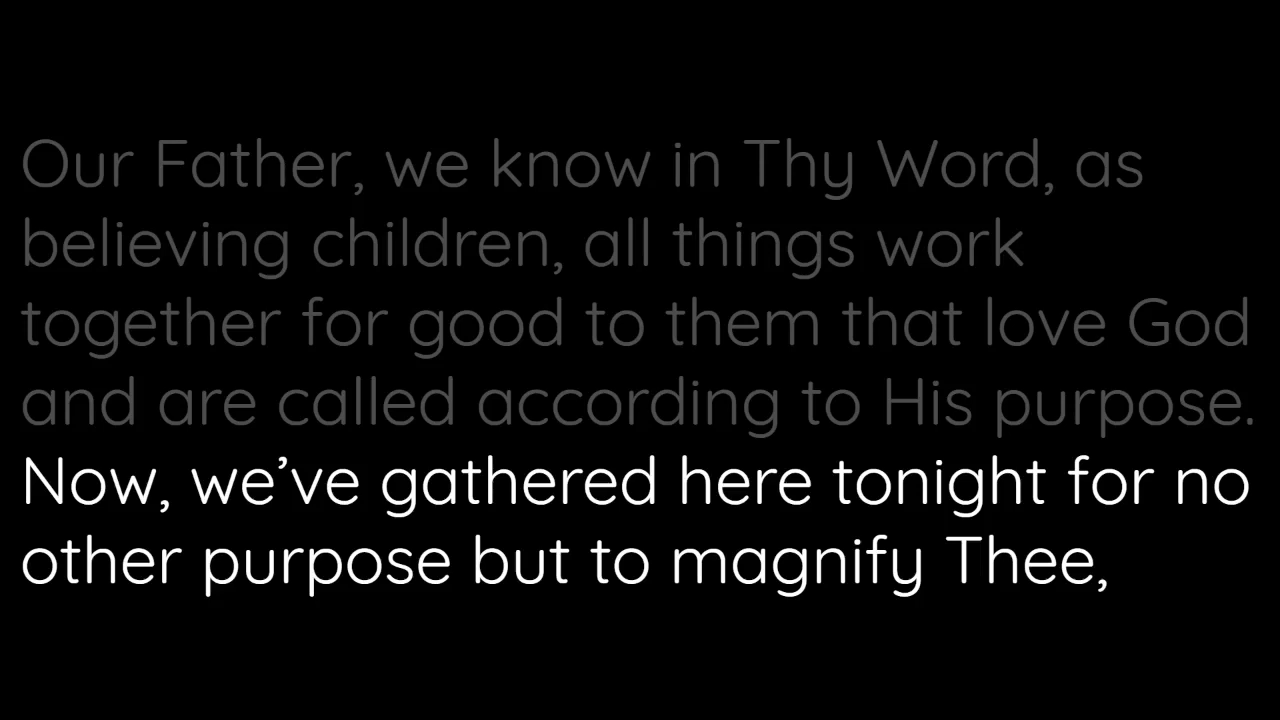 Our Father, we know in Thy Word, as
believing children, all things work
together for good to them that love God
and are called according to His purpose.
Now, we’ve gathered here tonight for no
other purpose but to magnify Thee,